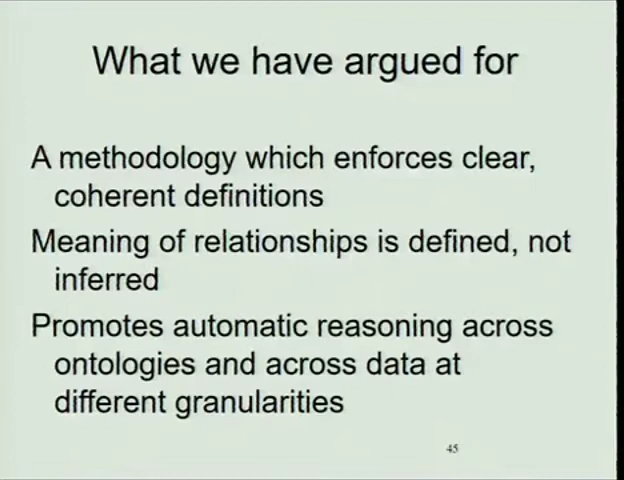 What we have argued for
A methodology which enforces clear,
coherent definitions
Meaning of relationships is defined, not
inferred
Promotes automatic reasoning across
ontologies and across data at
different granularities
45